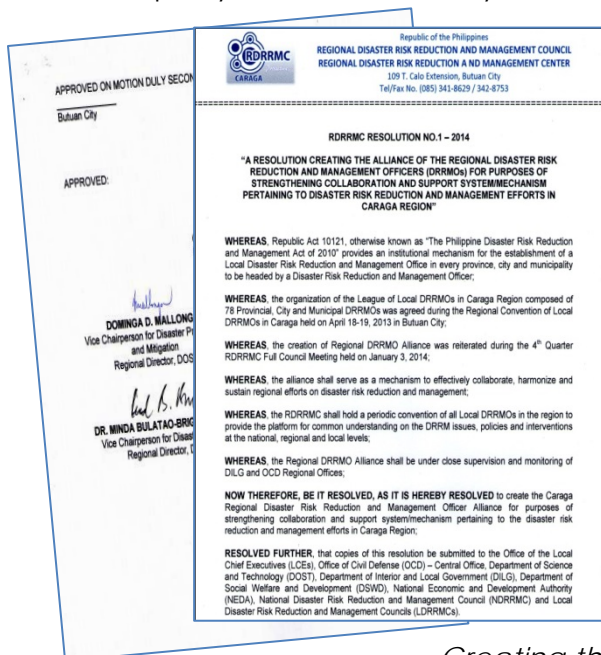 APPROVED ON MOTION DULY SECON
Butuan City
APPROVED:
DOMINGA D. MALLONG
Vice Chairperson for Disaster Pr
and Mitigation
Regional Director, DOS
DR. MINDA BULATAO-BRIG
Vice Chairperson for Disas
Regional Director, D
RDRRMC
CARAGA
Republic of the Philippines
REGIONAL DISASTER RISK REDUCTION AND MANAGEMENT COUNCIL
REGIONAL DISASTER RISK REDUCTION A ND MANAGEMENT CENTER
109 T. Calo Extension, Butuan City
Tel/Fax No. (085) 341-8629 / 342-8753
RDRRMC RESOLUTION NO.1 – 2014
“A RESOLUTION CREATING THE ALLIANCE OF THE REGIONAL DISASTER RISK
REDUCTION AND MANAGEMENT OFFICERS (DRRMOs) FOR PURPOSES OF
STRENGTHENING COLLABORATION AND SUPPORT SYSTEM/MECHANISM
PERTAINING TO DISASTER RISK REDUCTION AND MANAGEMENT EFFORTS IN
CARAGA REGION”
WHEREAS, Republic Act 10121, otherwise known as “The Philippine Disaster Risk Reduction
and Management Act of 2010” provides an institutional mechanism for the establishment of a
Local Disaster Risk Reduction and Management Office in every province, city and municipality
to be headed by a Disaster Risk Reduction and Management Officer;
WHEREAS, the organization of the League of Local DRRMOs in Caraga Region composed of
78 Provincial, City and Municipal DRRMOs was agreed during the Regional Convention of Local
DRRMOs in Caraga held on April 18-19, 2013 in Butuan City;
WHEREAS, the creation of Regional DRRMO Alliance was reiterated during the 4th Quarter
RDRRMC Full Council Meeting held on January 3, 2014;
WHEREAS, the alliance shall serve as a mechanism to effectively collaborate, harmonize and
sustain regional efforts on disaster risk reduction and management;
WHEREAS, the RDRRMC shall hold a periodic convention of all Local DRRMOs in the region to
provide the platform for common understanding on the DRRM issues, policies and interventions
at the national, regional and local levels;
WHEREAS, the Regional DRRMO Alliance shall be under close supervision and monitoring of
DILG and OCD Regional Offices;
NOW THEREFORE, BE IT RESOLVED, AS IT IS HEREBY RESOLVED to create the Caraga
Regional Disaster Risk Reduction and Management Officer Alliance for purposes of
strengthening collaboration and support system/mechanism pertaining to the disaster risk
reduction and management efforts in Caraga Region;
RESOLVED FURTHER, that copies of this resolution be submitted to the Office of the Local
Chief Executives (LCEs), Office of Civil Defense (OCD) – Central Office, Department of Science
and Technology (DOST), Department of Interior and Local Government (DILG), Department of
Social Welfare and Development (DSWD), National Economic and Development Authority
(NEDA), National Disaster Risk Reduction and Management Council (NDRRMC) and Local
Disaster Risk Reduction and Management Councils (LDRRMCs).
Creating th